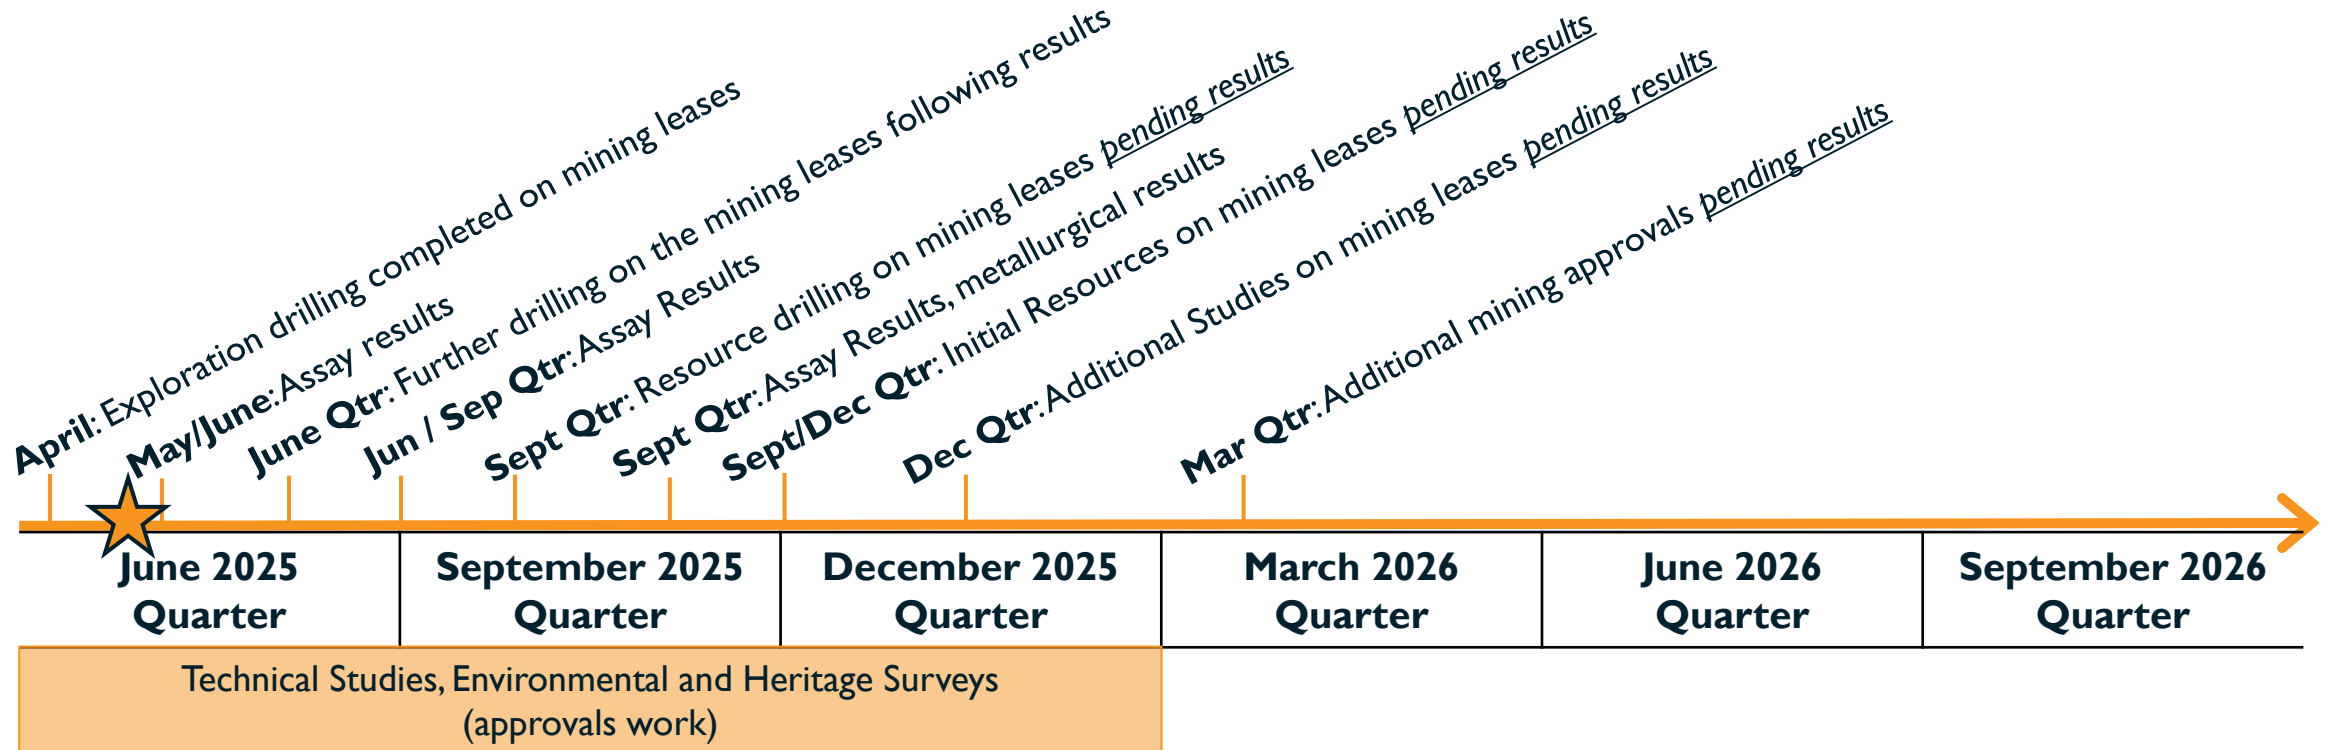 April: Exploration drilling completed on mining leases
May/June: Assay results
June Qtr: Further drilling on the mining leases following results
Jun / Sep Qtr: Assay Results
Sept Qtr: Resource drilling on mining leases pending results
Sept Qtr: Assay Results, metallurgical results
Sept/Dec Qtr: Initial Resources on mining leases pending results
Dec Qtr: Additional Studies on mining leases pending results
Mar Qtr: Additional mining approvals pending results
June 2025
Quarter
September 2025
Quarter
December 2025
Quarter
March 2026
Quarter
June 2026
Quarter
September 2026
Quarter
Technical Studies, Environmental and Heritage Surveys
(approvals work)